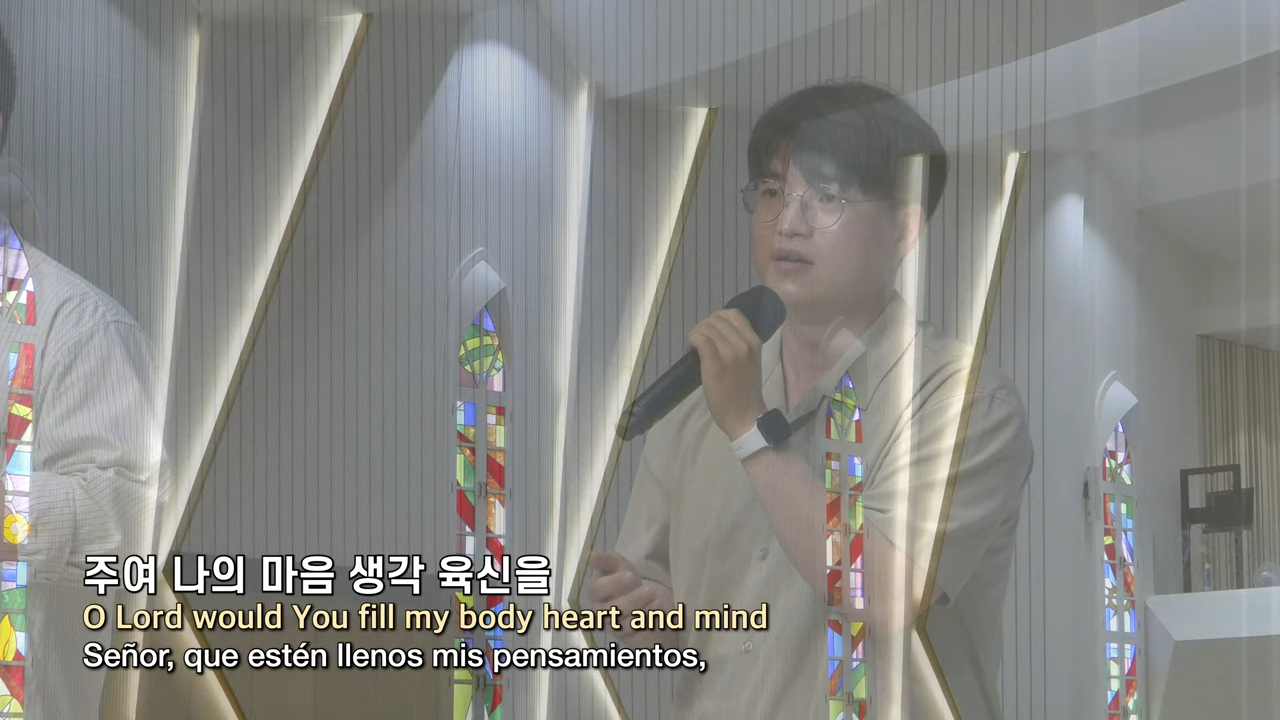 주여 나의 마음 생각 육신을
O Lord would You fill my body heart and mind
Señor, que estén llenos mis pensamientos,